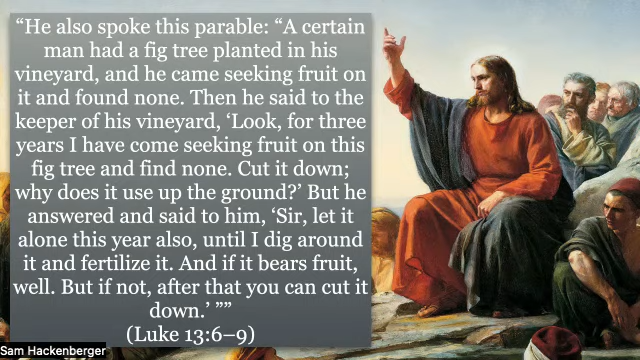 “He also spoke this parable: “A certain
man had a fig tree planted in his
vineyard, and he came seeking fruit on
it and found none. Then he said to the
keeper of his vineyard, ‘Look, for three
years I have come seeking fruit on this
fig tree and find none. Cut it down;
why does it use up the ground?’ But he
answered and said to him, ‘Sir, let it
alone this year also, until I dig around
it and fertilize it. And if it bears fruit,
well. But if not, after that you can cut it
down.’ ””
(Luke 13:6–9)
Sam Hackenberger